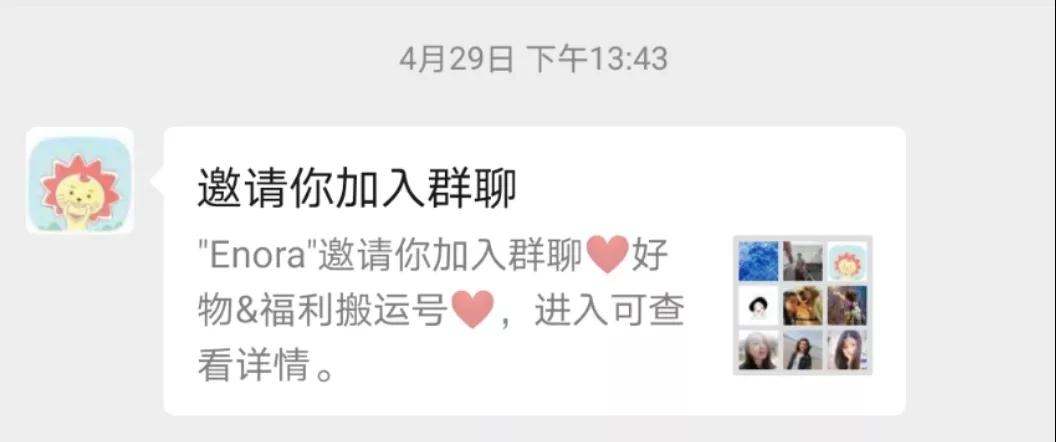 4月29日 下午13:43
邀请你加入群聊
"Enora"邀请你加入群聊❤️好
物&福利搬运号❤️，进入可查
看详情。